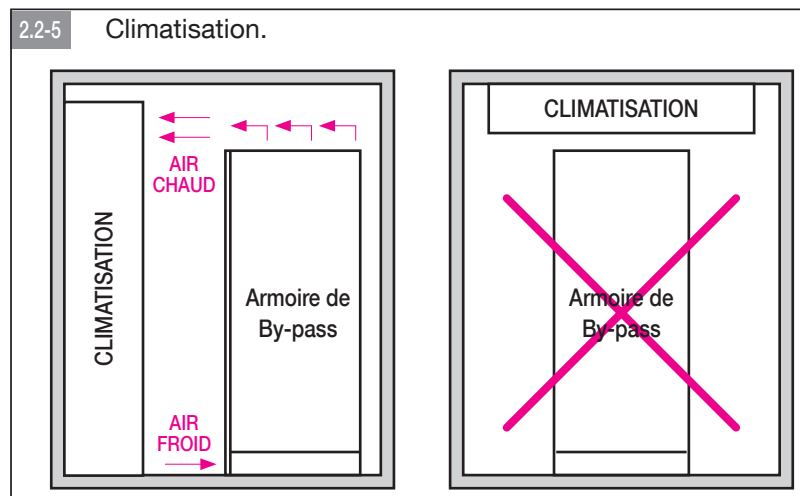 2.2-5 Climatisation.
CLIMATISATION
AIR
CHAUD
Armoire de
By-pass
AIR
FROID
CLIMATISATION
Armoire de
By-pass